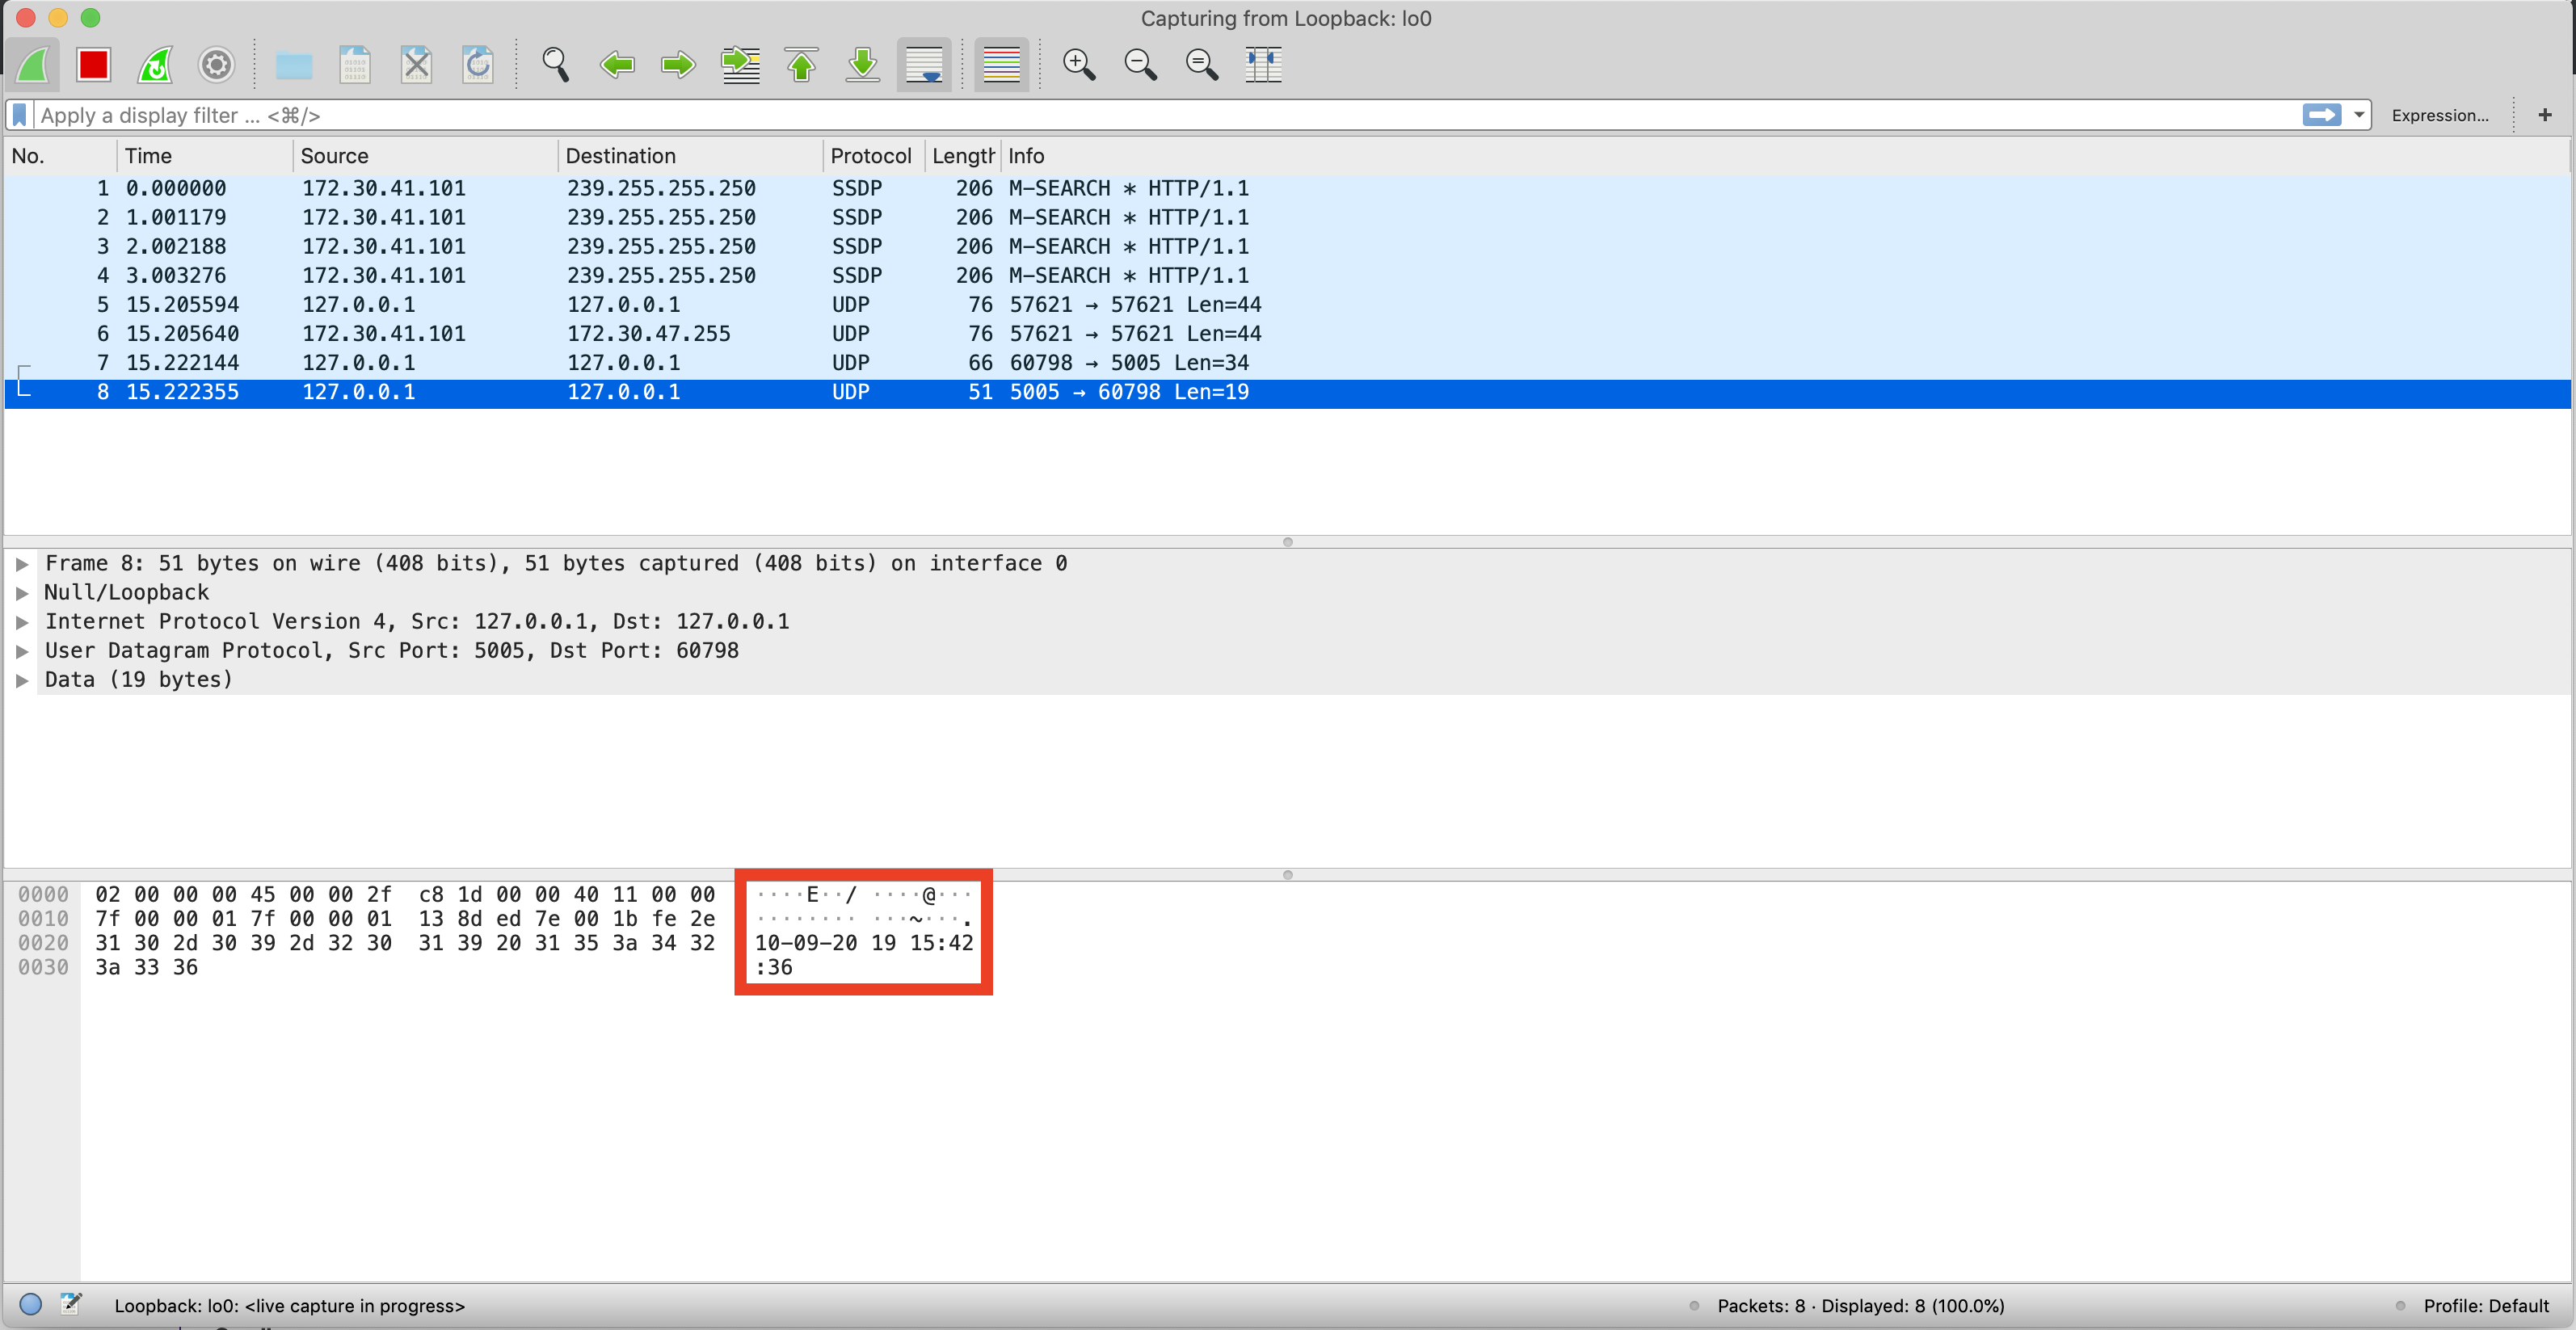 Capturing from Loopback: lo0
Apply a display filter ... <⌘/>
Expression...
+
No. Time Source Destination Protocol Length Info
1 0.000000 172.30.41.101 239.255.255.250 SSDP 206 M-SEARCH * HTTP/1.1
2 1.001179 172.30.41.101 239.255.255.250 SSDP 206 M-SEARCH * HTTP/1.1
3 2.002188 172.30.41.101 239.255.255.250 SSDP 206 M-SEARCH * HTTP/1.1
4 3.003276 172.30.41.101 239.255.255.250 SSDP 206 M-SEARCH * HTTP/1.1
5 15.205594 127.0.0.1 127.0.0.1 UDP 76 57621 → 57621 Len=44
6 15.205640 172.30.41.101 172.30.47.255 UDP 76 57621 → 57621 Len=44
7 15.222144 127.0.0.1 127.0.0.1 UDP 66 60798 → 5005 Len=34
8 15.222355 127.0.0.1 127.0.0.1 UDP 51 5005 → 60798 Len=19
Frame 8: 51 bytes on wire (408 bits), 51 bytes captured (408 bits) on interface 0
Null/Loopback
Internet Protocol Version 4, Src: 127.0.0.1, Dst: 127.0.0.1
User Datagram Protocol, Src Port: 5005, Dst Port: 60798
Data (19 bytes)
0000 02 00 00 00 45 00 00 2f c8 1d 00 00 40 11 00 00 ····E··/ ····@···
0010 7f 00 00 01 7f 00 00 01 13 8d ed 7e 00 1b fe 2e ········ ···~···.
0020 31 30 2d 30 39 2d 32 30 31 39 20 31 35 3a 34 32 10-09-20 19 15:42
0030 3a 33 36 :36
Loopback: lo0: <live capture in progress>
Packets: 8 · Displayed: 8 (100.0%)
Profile: Default